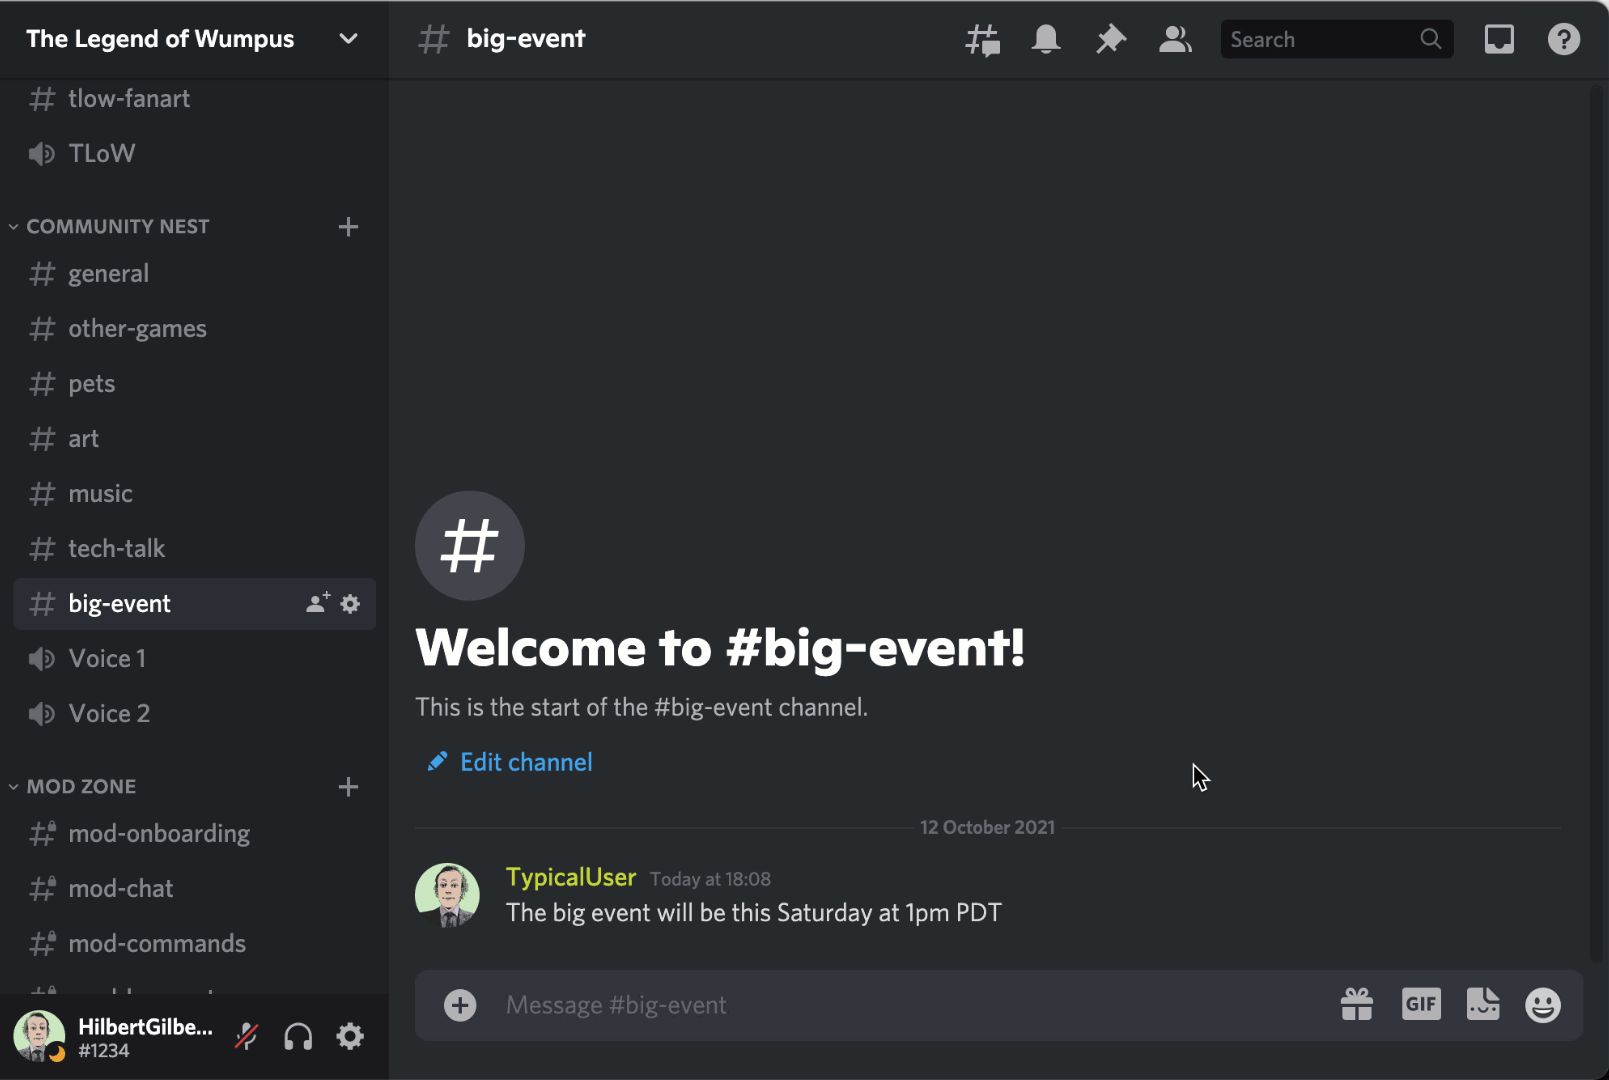 The Legend of Wumpus
tlow-fanart
TLoW
COMMUNITY NEST
general
other-games
pets
art
music
tech-talk
big-event
Voice 1
Voice 2
MOD ZONE
mod-onboarding
mod-chat
mod-commands
HilbertGilbe...
#1234
big-event
Search
Welcome to #big-event!
This is the start of the #big-event channel.
Edit channel
12 October 2021
TypicalUser Today at 18:08
The big event will be this Saturday at 1pm PDT
Message #big-event
GIF